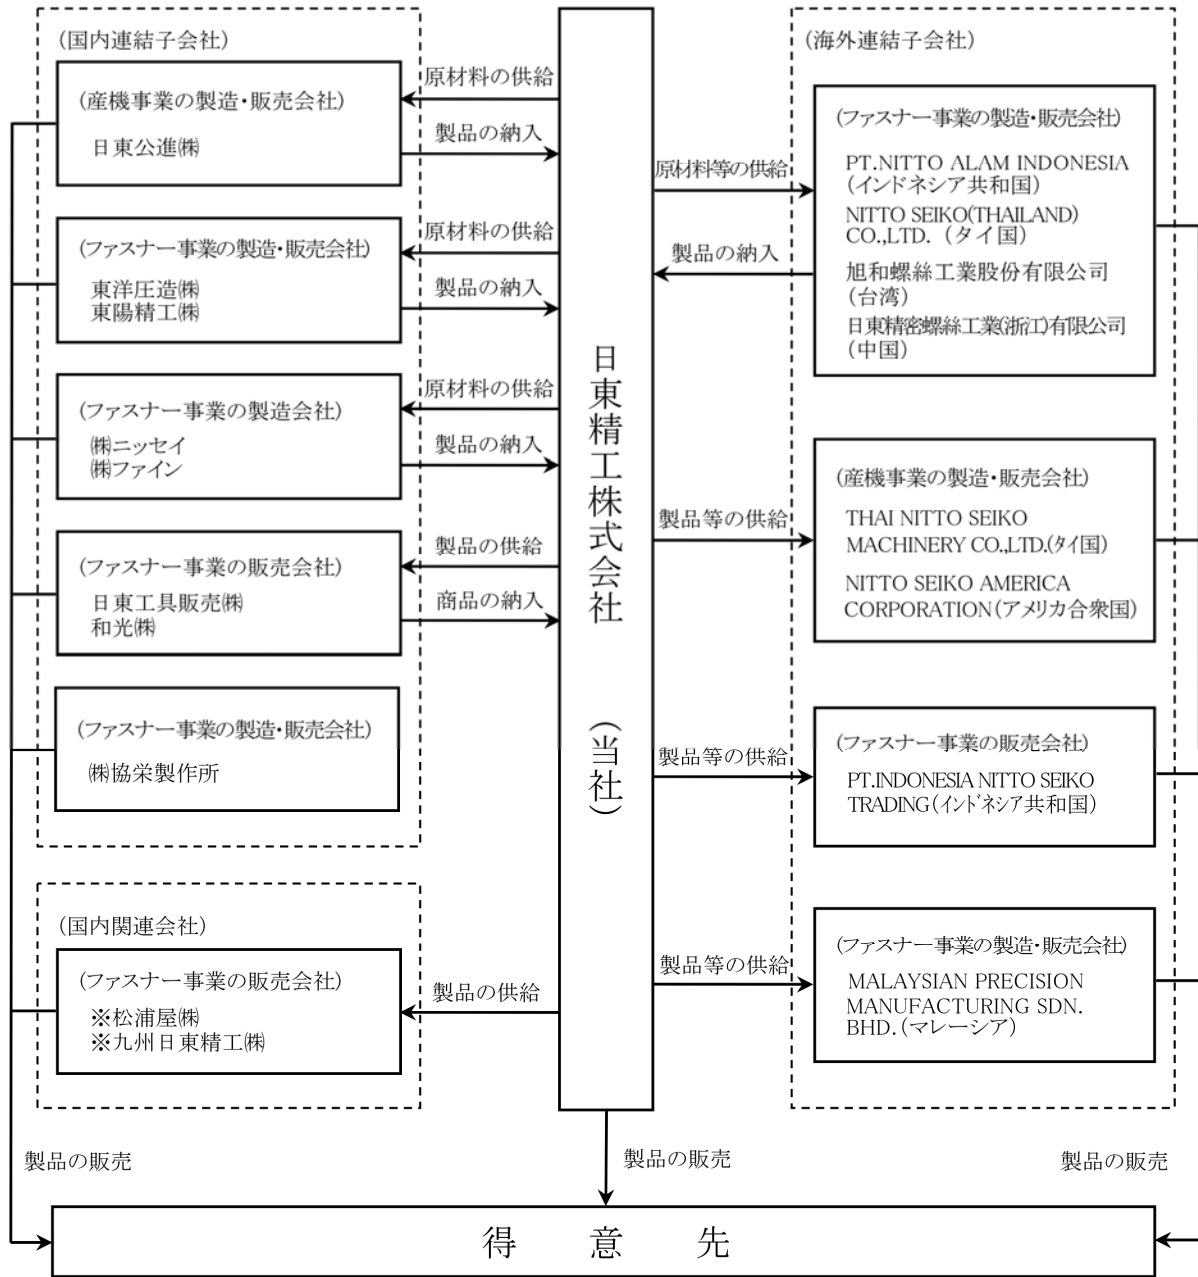 (国内連結子会社)
(産機事業の製造・販売会社)
日東公進㈱
(ファスナー事業の製造・販売会社)
東洋圧造㈱
東陽精工㈱
(ファスナー事業の製造会社)
㈱ニッセイ
㈱ファイン
(ファスナー事業の販売会社)
日東工具販売㈱
和光㈱
(ファスナー事業の製造・販売会社)
㈱協栄製作所
(国内関連会社)
(ファスナー事業の販売会社)
※松浦屋㈱
※九州日東精工㈱
原材料の供給
製品の納入
原材料の供給
製品の納入
原材料の供給
製品の納入
製品の供給
商品の納入
製品の供給
日東精工株式会社
(当社)
原材料等の供給
製品の納入
製品等の供給
製品等の供給
製品等の供給
(海外連結子会社)
(ファスナー事業の製造・販売会社)
PT.NITTO ALAM INDONESIA
(インドネシア共和国)
NITTO SEIKO(THAILAND)
CO.,LTD. (タイ国)
旭和螺絲工業股份有限公司
(台湾)
日東精密螺絲工業(浙江)有限公司
(中国)
(産機事業の製造・販売会社)
THAI NITTO SEIKO
MACHINERY CO.,LTD.(タイ国)
NITTO SEIKO AMERICA
CORPORATION(アメリカ合衆国)
(ファスナー事業の販売会社)
PT.INDONESIA NITTO SEIKO
TRADING(インドネシア共和国)
(ファスナー事業の製造・販売会社)
MALAYSIAN PRECISION
MANUFACTURING SDN.
BHD.(マレーシア)
製品の販売
製品の販売
製品の販売
得意先